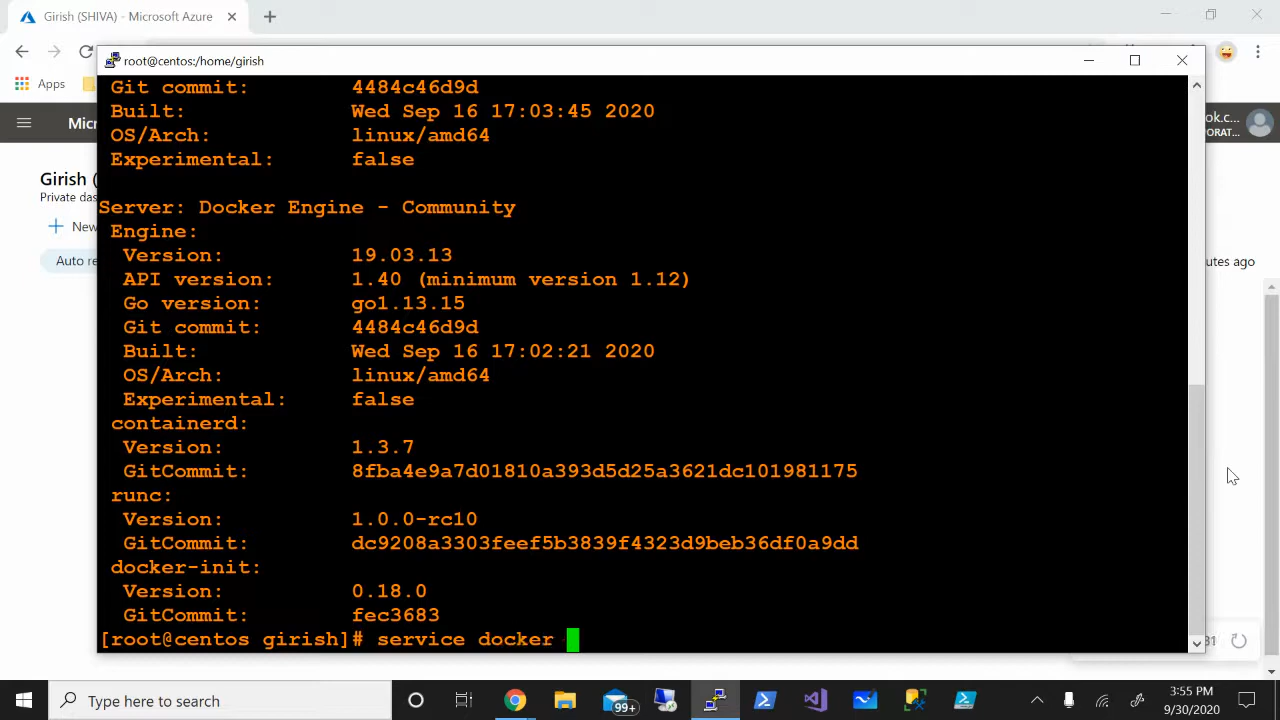 Girish (SHIVA) - Microsoft Azure
root@centos:/home/girish
Apps
Micr
ok.c...
PORAT...
Girish (
Private das
New
Auto re
utes ago
Git commit: 4484c46d9d
Built: Wed Sep 16 17:03:45 2020
OS/Arch: linux/amd64
Experimental: false
Server: Docker Engine - Community
Engine:
Version: 19.03.13
API version: 1.40 (minimum version 1.12)
Go version: go1.13.15
Git commit: 4484c46d9d
Built: Wed Sep 16 17:02:21 2020
OS/Arch: linux/amd64
Experimental: false
containerd:
Version: 1.3.7
GitCommit: 8fba4e9a7d01810a393d5d25a3621dc101981175
runc:
Version: 1.0.0-rc10
GitCommit: dc9208a3303feef5b3839f4323d9beb36df0a9dd
docker-init:
Version: 0.18.0
GitCommit: fec3683
[root@centos girish]# service docker
31
Type here to search
99+
3:55 PM
9/30/2020